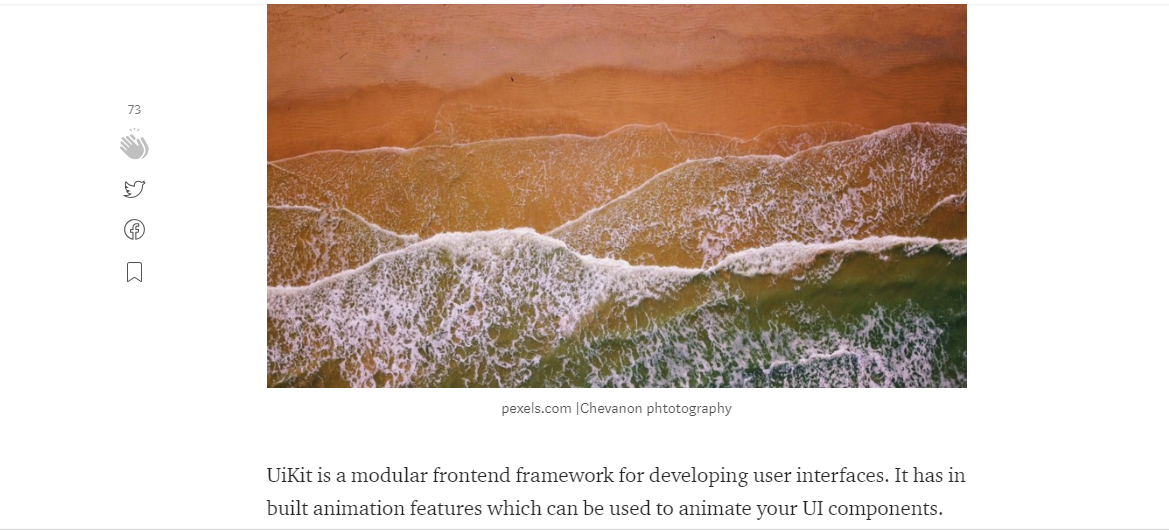 73
pexels.com |Chevanon phtotography
UiKit is a modular frontend framework for developing user interfaces. It has in
built animation features which can be used to animate your UI components.